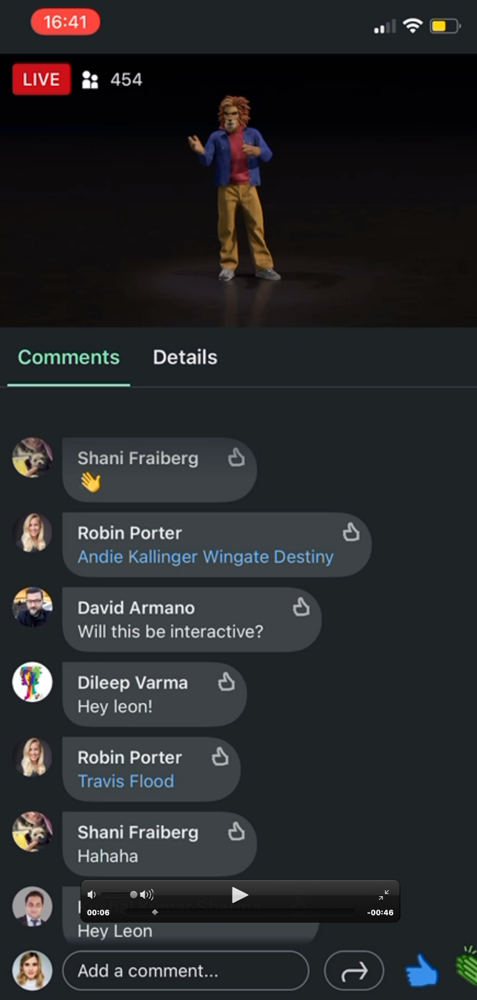 16:41
LIVE 454
Comments Details
Shani Fraiberg
👋
Robin Porter
Andie Kallinger Wingate Destiny
David Armano
Will this be interactive?
Dileep Varma
Hey leon!
Robin Porter
Travis Flood
Shani Fraiberg
Hahaha
Kumar Sharma
00:06 -00:46
Hey Leon
Add a comment...